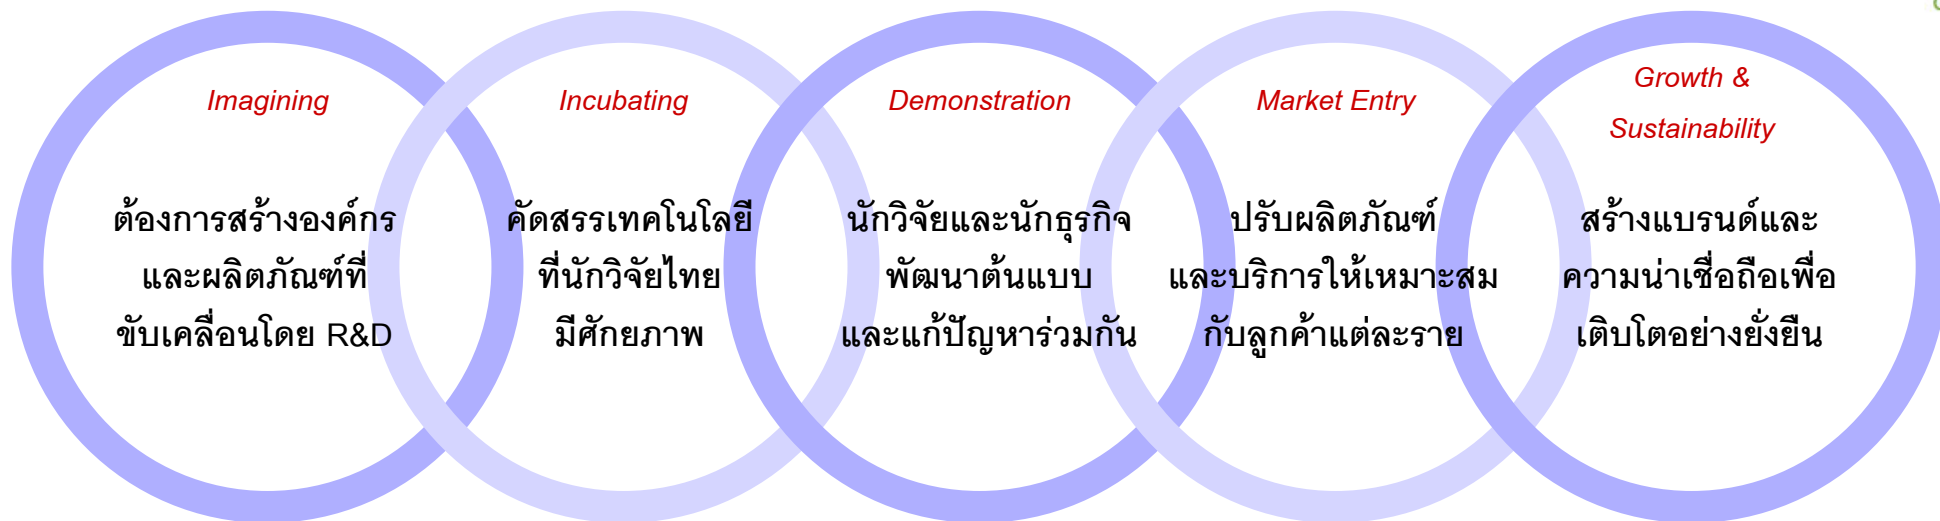 Imagining
ต้องการสร้างองค์กร
และผลิตภัณฑ์ที่
ขับเคลื่อนโดย R&D
Incubating
คัดสรรเทคโนโลยี
ที่นักวิจัยไทย
มีศักยภาพ
Demonstration
นักวิจัยและนักธุรกิจ
พัฒนาต้นแบบ
และแก้ปัญหาร่วมกัน
Market Entry
ปรับผลิตภัณฑ์
และบริการให้เหมาะสม
กับลูกค้าแต่ละราย
Growth &
Sustainability
สร้างแบรนด์และ
ความน่าเชื่อถือเพื่อ
เติบโตอย่างยั่งยืน